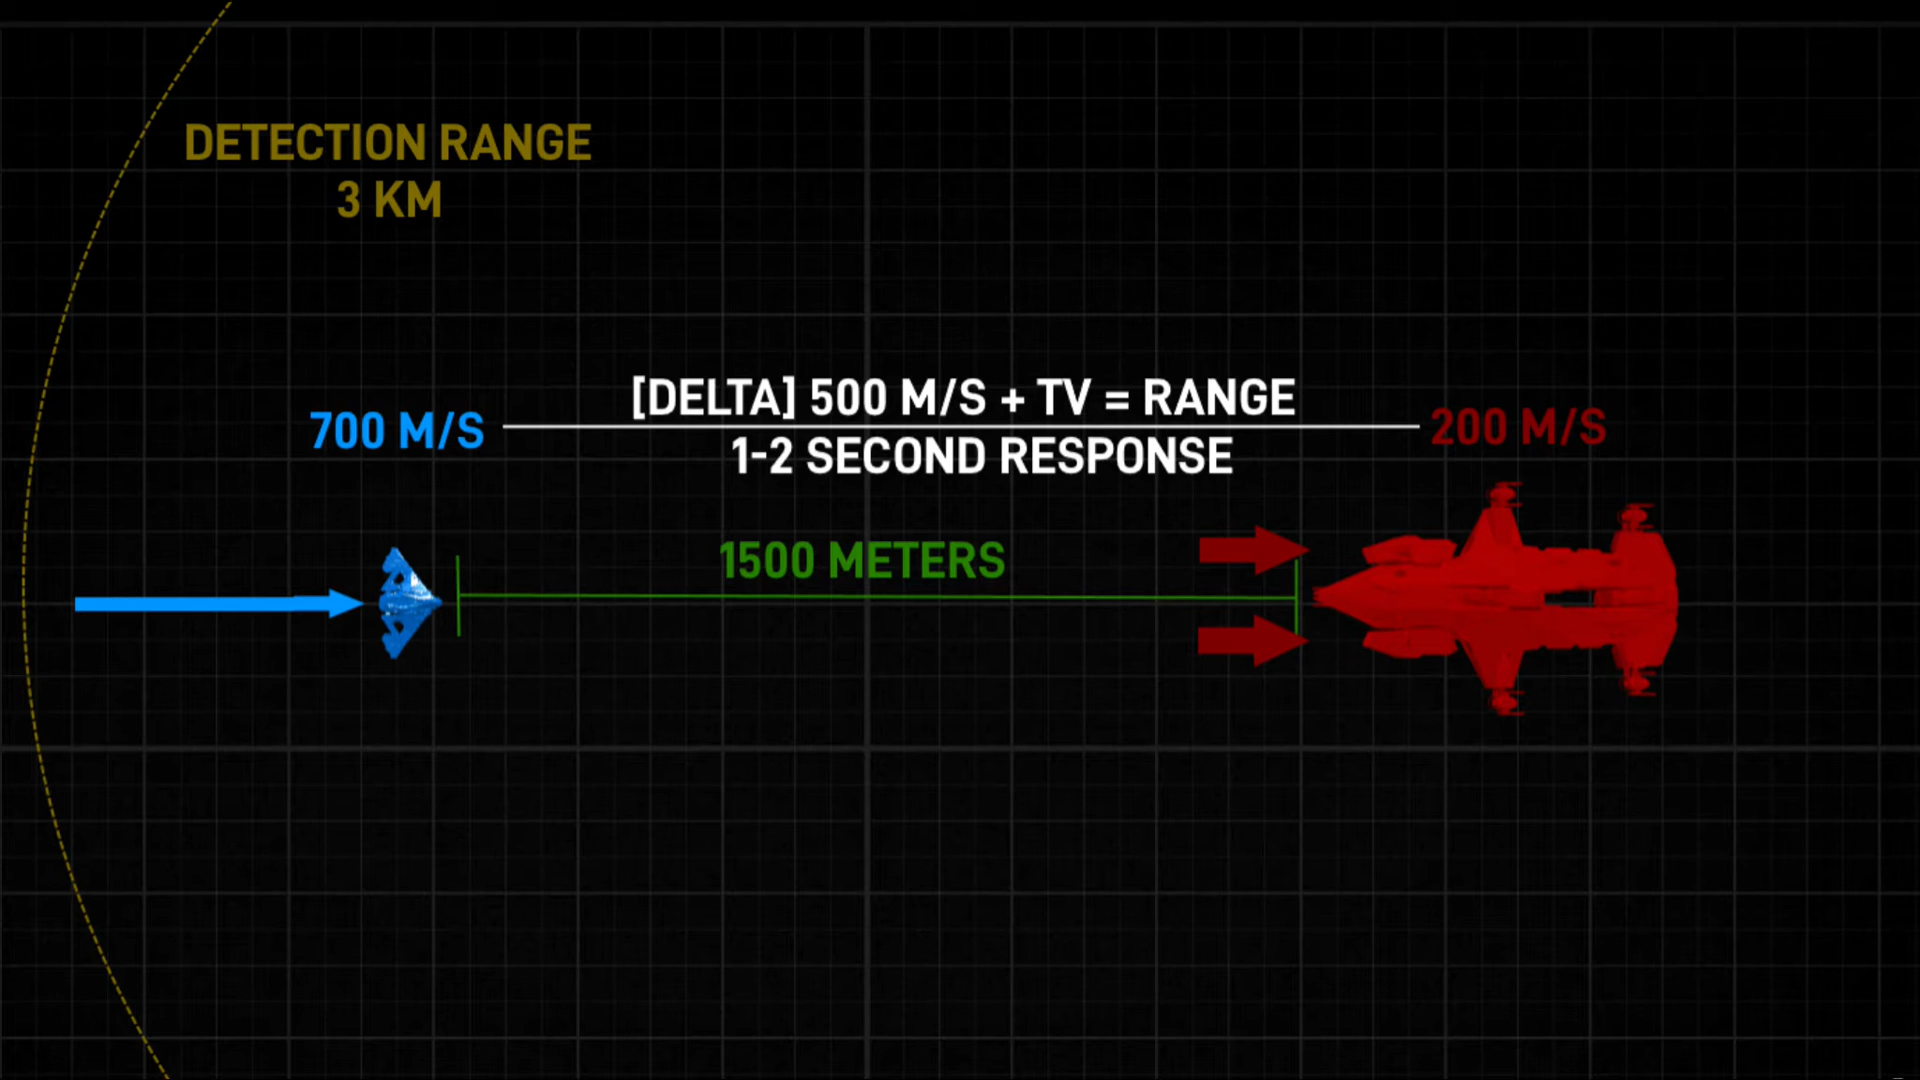 DETECTION RANGE
3 KM
[DELTA] 500 M/S + TV = RANGE
700 M/S
200 M/S
1-2 SECOND RESPONSE
1500 METERS